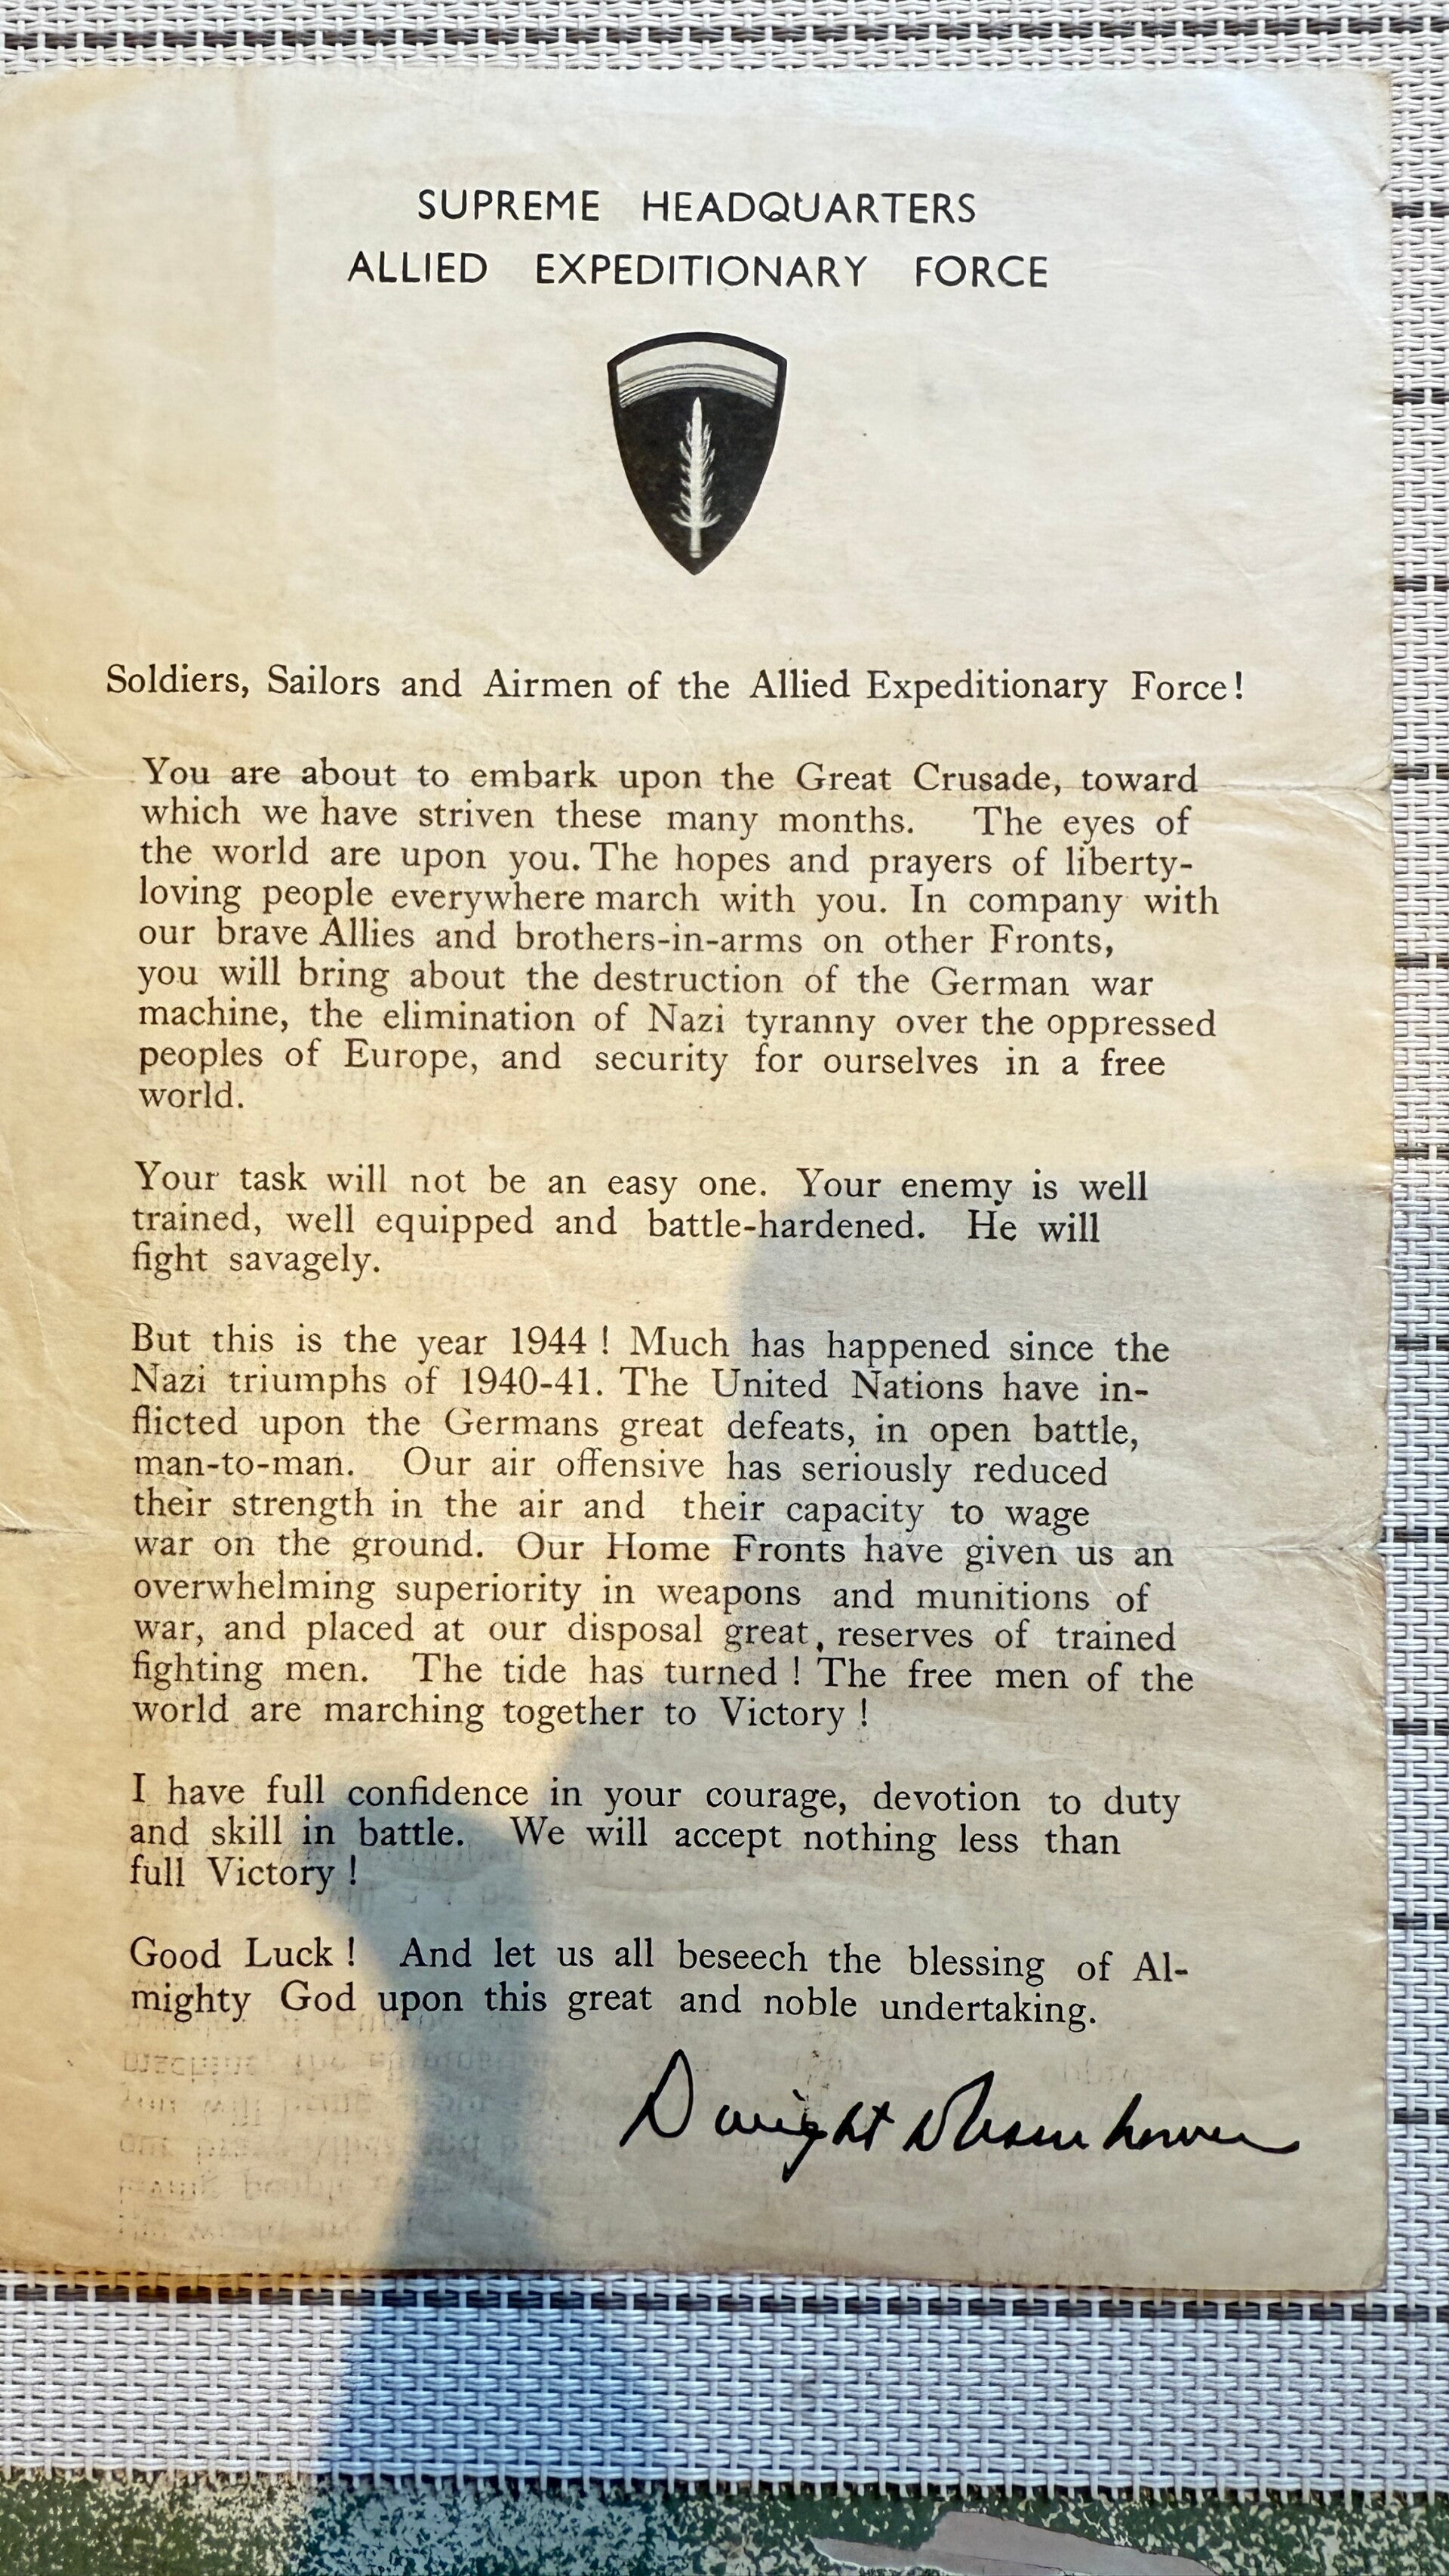 SUPREME HEADQUARTERS
ALLIED EXPEDITIONARY FORCE
Soldiers, Sailors and Airmen of the Allied Expeditionary Force!
You are about to embark upon the Great Crusade, toward
which we have striven these many months. The eyes of
the world are upon you. The hopes and prayers of liberty-
loving people everywhere march with you. In company with
our brave Allies and brothers-in-arms on other Fronts,
you will bring about the destruction of the German war
machine, the elimination of Nazi tyranny over the oppressed
peoples of Europe, and security for ourselves in a free
world.
Your task will not be an easy one. Your enemy is well
trained, well equipped and battle-hardened. He will
fight savagely.
But this is the year 1944 ! Much has happened since the
Nazi triumphs of 1940-41. The United Nations have in-
flicted upon the Germans great defeats, in open battle,
man-to-man. Our air offensive has seriously reduced
their strength in the air and their capacity to wage
war on the ground. Our Home Fronts have given us an
overwhelming superiority in weapons and munitions of
war, and placed at our disposal great, reserves of trained
fighting men. The tide has turned ! The free men of the
world are marching together to Victory !
I have full confidence in your courage, devotion to duty
and skill in battle. We will accept nothing less than
full Victory !
Good Luck ! And let us all beseech the blessing of Al-
mighty God upon this great and noble undertaking.
Dwight D Eisenhower